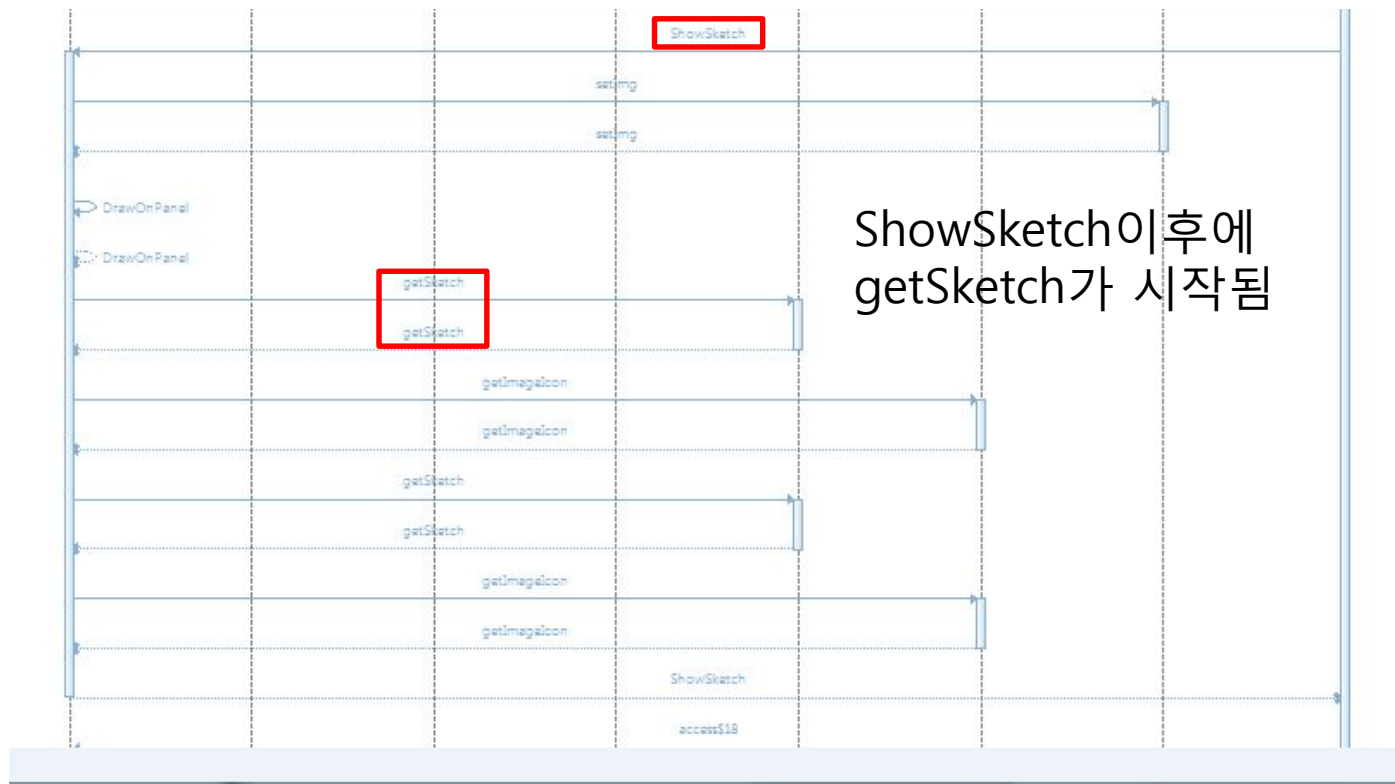 ShowSketch
setImg
setImg
DrawOnPanel
ShowSketch이후에
getSketch가 시작됨
DrawOnPanel
getSketch
getSketch
getImageIcon
getImageIcon
getSketch
getSketch
getImageIcon
getImageIcon
ShowSketch
access$18